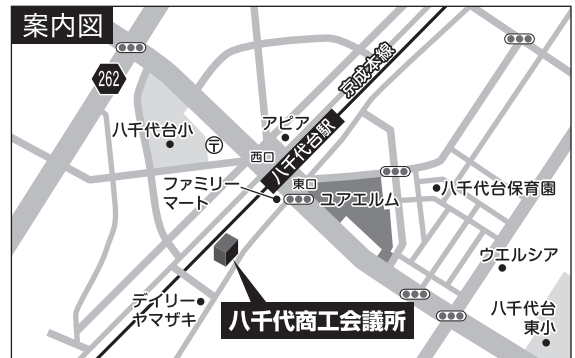 案内図
262
京成本線
八千代台小
〒
アピア
西口
八千代台駅
東口
ファミリー
マート
ユアエルム
八千代台保育園
ウエルシア
デイリー
ヤマザキ
八千代商工会議所
八千代台
東小